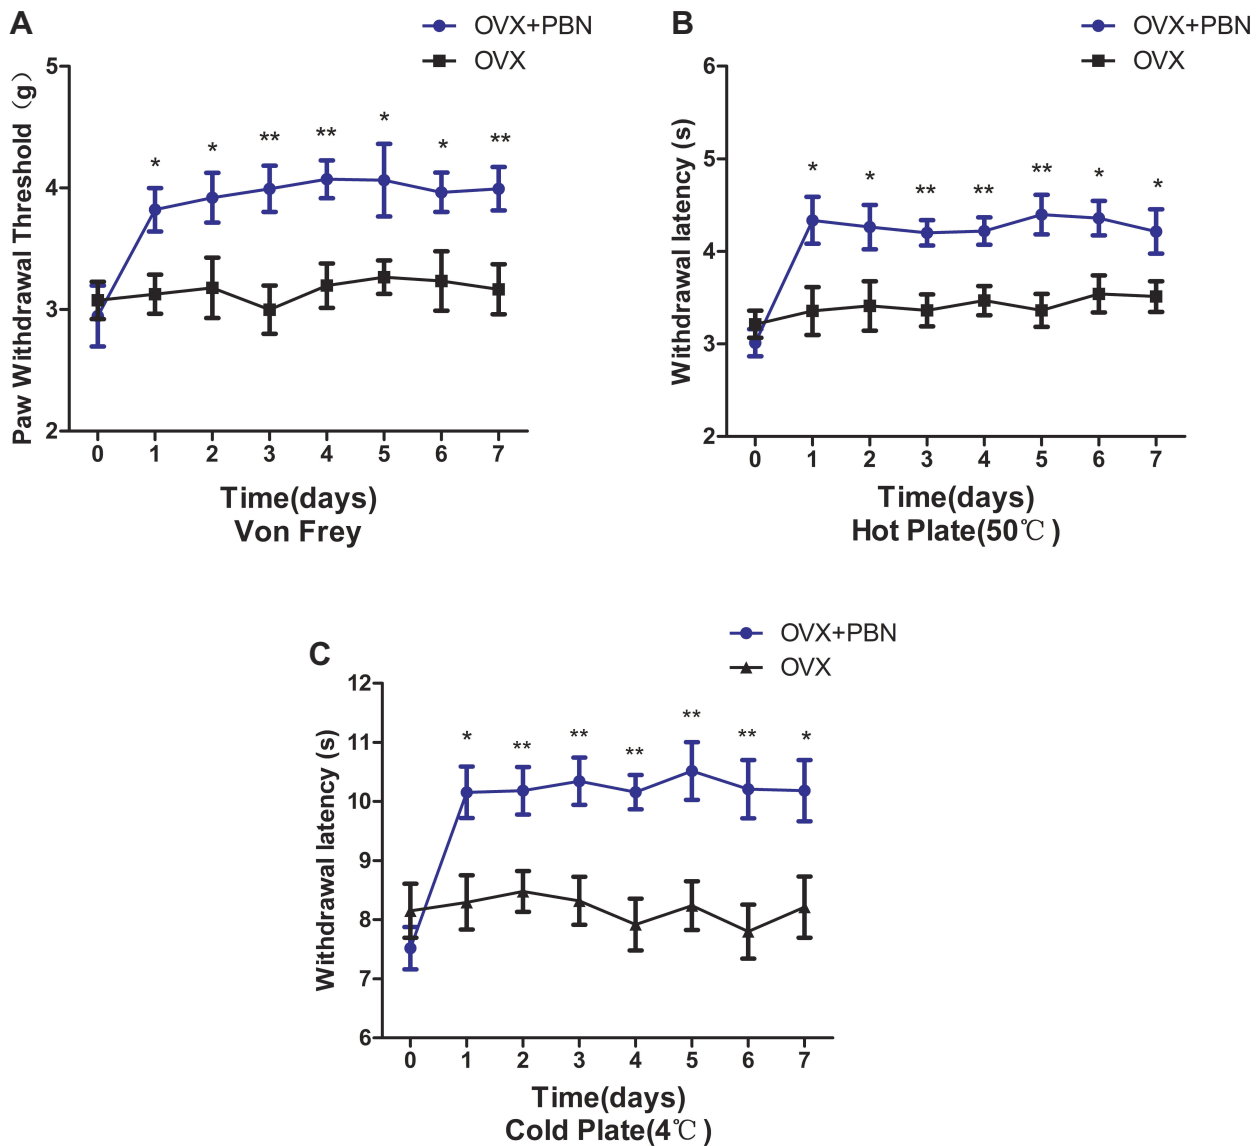 A
OVX+PBN
OVX
Paw Withdrawal Threshold（g）
5
4
3
2
* * ** ** * * **
0 1 2 3 4 5 6 7
Time(days)
Von Frey
B
OVX+PBN
OVX
Withdrawal latency (s)
6
5
4
3
2
* * ** ** ** * *
0 1 2 3 4 5 6 7
Time(days)
Hot Plate(50℃)
C
OVX+PBN
OVX
Withdrawal latency (s)
12
11
10
9
8
7
6
* ** ** ** ** ** *
0 1 2 3 4 5 6 7
Time(days)
Cold Plate(4℃)